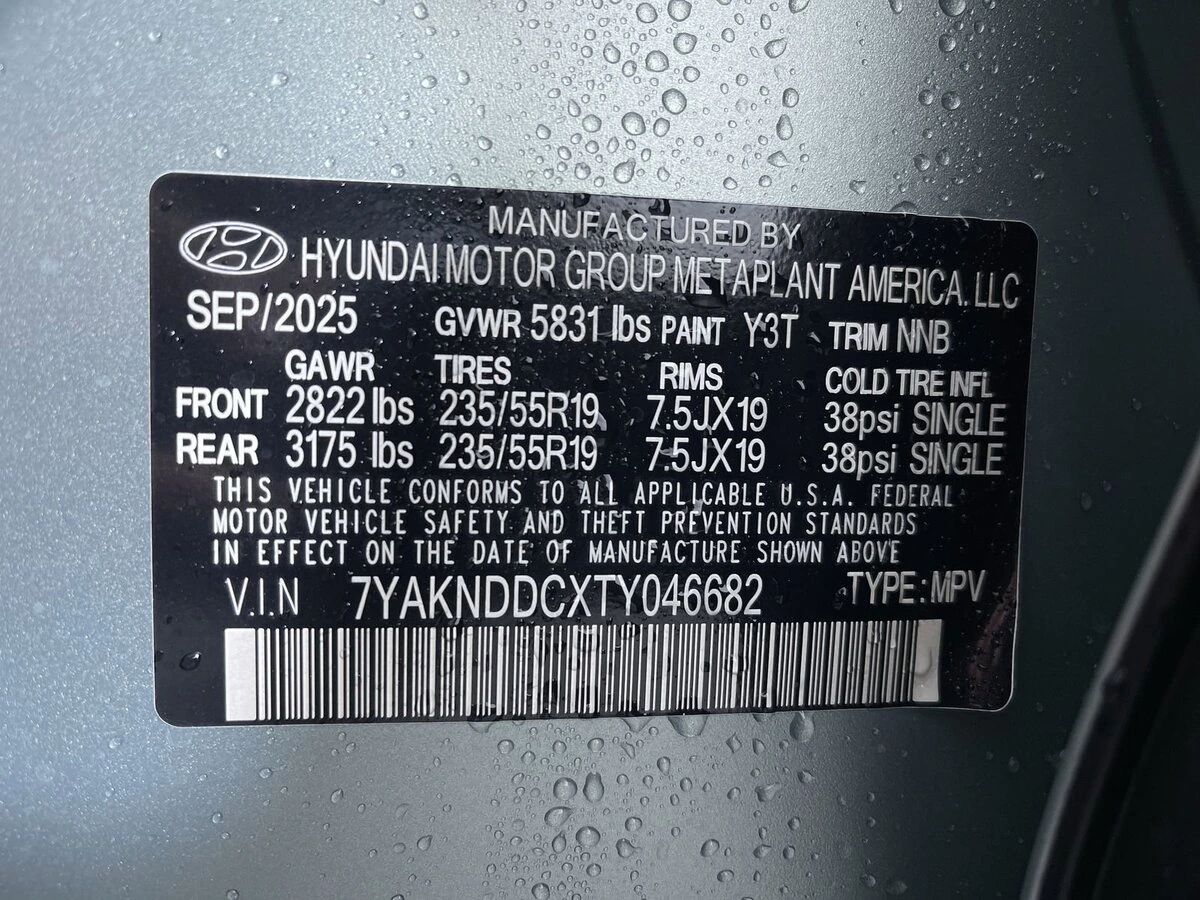 MANUFACTURED BY
HYUNDAI MOTOR GROUP METAPLANT AMERICA. LLC
SEP/2025 GVWR 5831 lbs PAINT Y3T TRIM NNB
GAWR TIRES RIMS COLD TIRE INFL
FRONT 2822 lbs 235/55R19 7.5JX19 38psi SINGLE
REAR 3175 lbs 235/55R19 7.5JX19 38psi SINGLE
THIS VEHICLE CONFORMS TO ALL APPLICABLE U.S.A. FEDERAL
MOTOR VEHICLE SAFETY AND THEFT PREVENTION STANDARDS
IN EFFECT ON THE DATE OF MANUFACTURE SHOWN ABOVE
V.I.N 7YAKNDDCXTY046682 TYPE: MPV